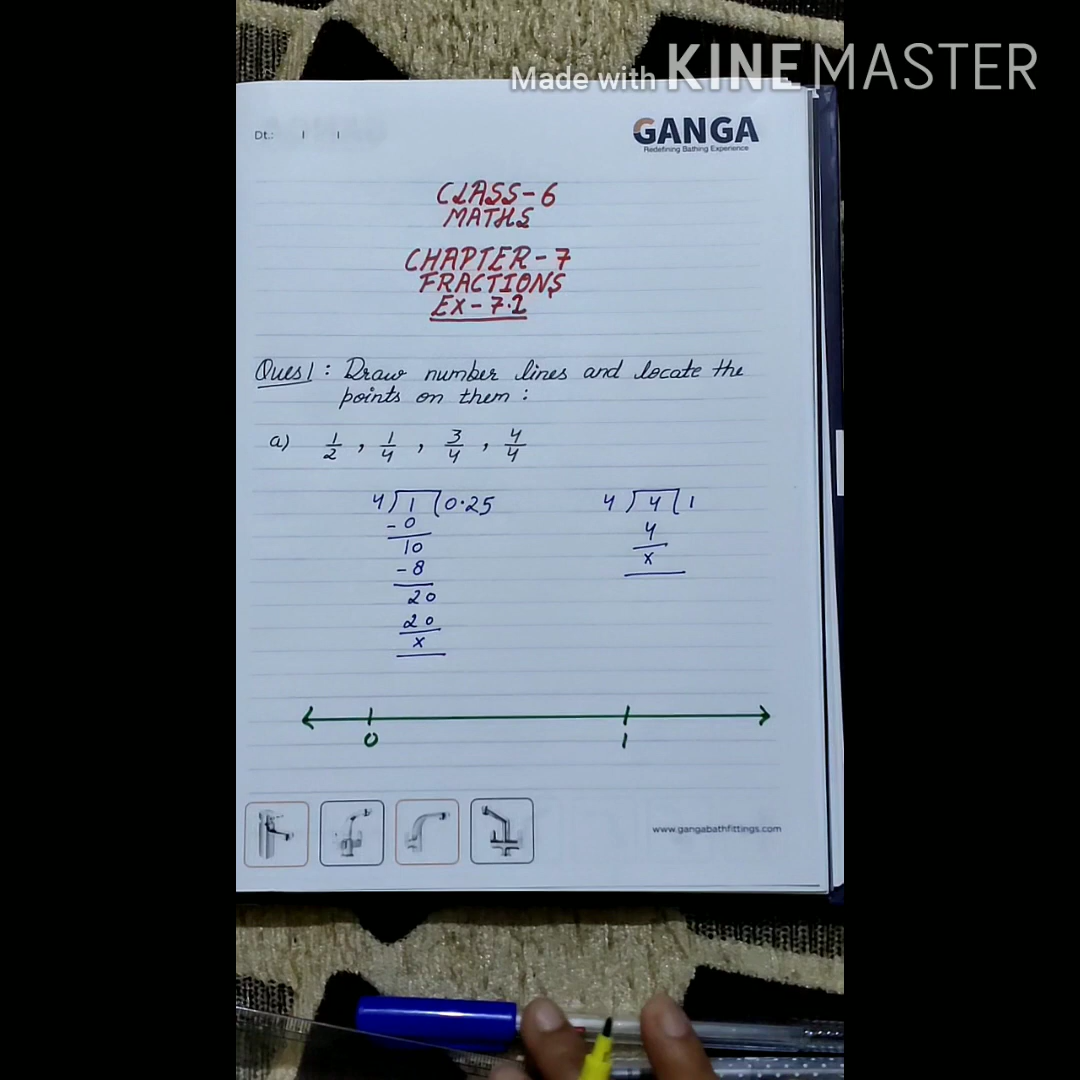 Made with KINEMASTER
Dt.: / /
GANGA
Redefining Bathing Experience
CLASS-6
MATHS
CHAPTER-7
FRACTIONS
EX-7.2
Ques1: Draw number lines and locate the
points on them :
a) 1/2 , 1/4 , 3/4 , 4/4
4)1(0.25 4)4(1
-0 4
10 x
-8
20
20
x
0 1
www.gangabathfittings.com